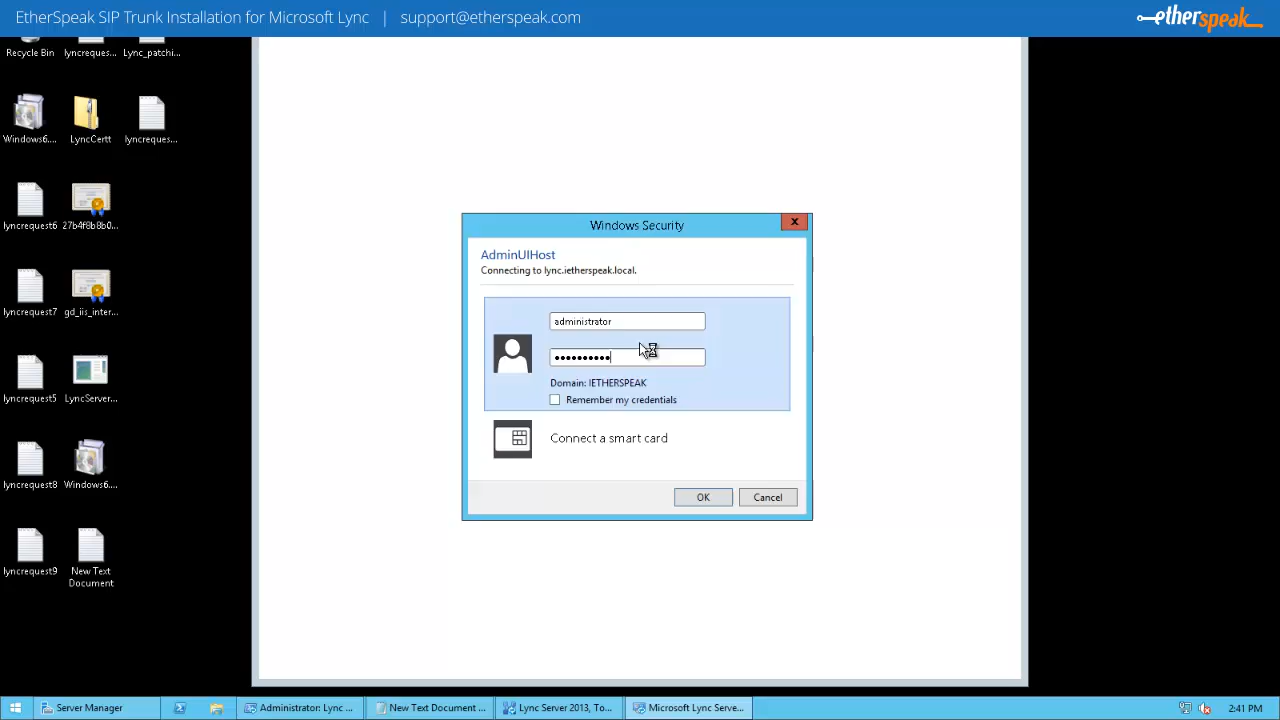 EtherSpeak SIP Trunk Installation for Microsoft Lync | support@etherspeak.com
etherspeak
Recycle Bin
lyncreques...
Lync_patchi...
Windows6....
LyncCertt
lyncreques...
lyncrequest6
27b4f8b8b0...
lyncrequest7
gd_iis_inter...
lyncrequest5
LyncServer...
lyncrequest8
Windows6....
lyncrequest9
New Text
Document
Windows Security
X
AdminUIHost
Connecting to lync.ietherspeak.local.
administrator
••••••••••
Domain: IETHERSPEAK
Remember my credentials
Connect a smart card
OK
Cancel
Server Manager
Administrator: Lync ...
New Text Document ...
Lync Server 2013, To...
Microsoft Lync Serve...
2:41 PM